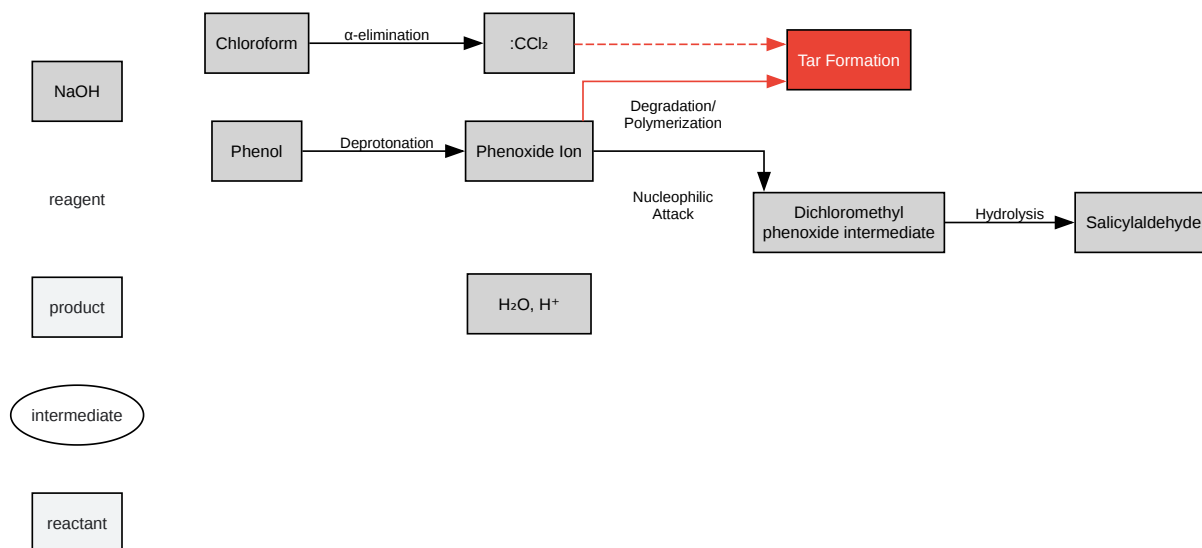 Chloroform
α-elimination
:CCl₂
Tar Formation
NaOH
Degradation/
Polymerization
Phenol
Deprotonation
Phenoxide Ion
reagent
Nucleophilic
Attack
Dichloromethyl
phenoxide intermediate
Hydrolysis
Salicylaldehyde
product
H₂O, H⁺
intermediate
reactant